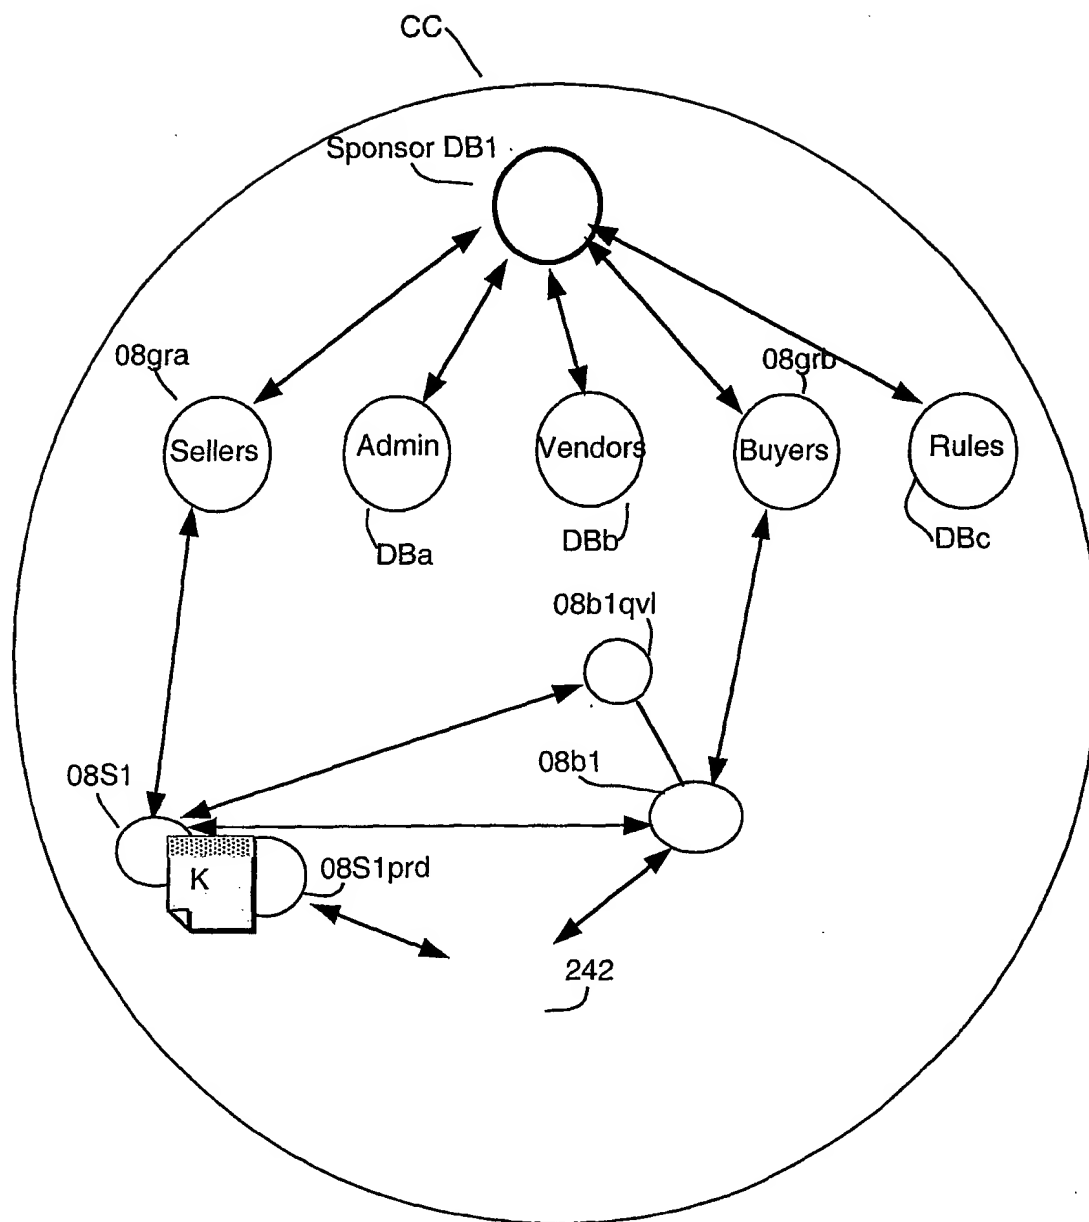 CC
Sponsor DB1
08gra
08grb
Sellers
Admin
Vendors
Buyers
Rules
DBa
DBb
DBc
08b1qvl
08S1
08b1
K
08S1prd
242